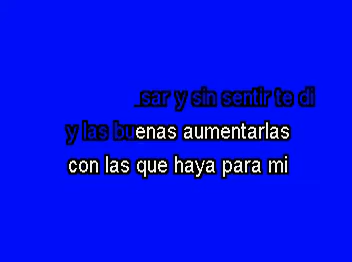 sar y sin sentir te di
y las buenas aumentarlas
con las que haya para mi